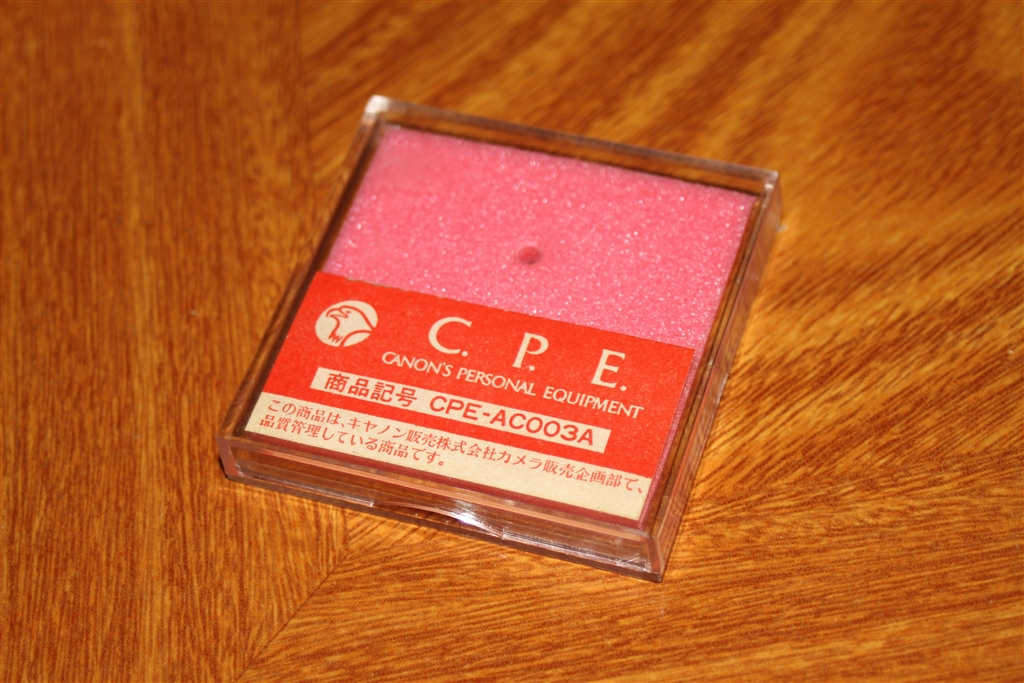 C. P. E.
CANON'S PERSONAL EQUIPMENT
商品記号 CPE-AC003A
この商品は、キヤノン販売株式会社カメラ販売企画部で、
品質管理している商品です。